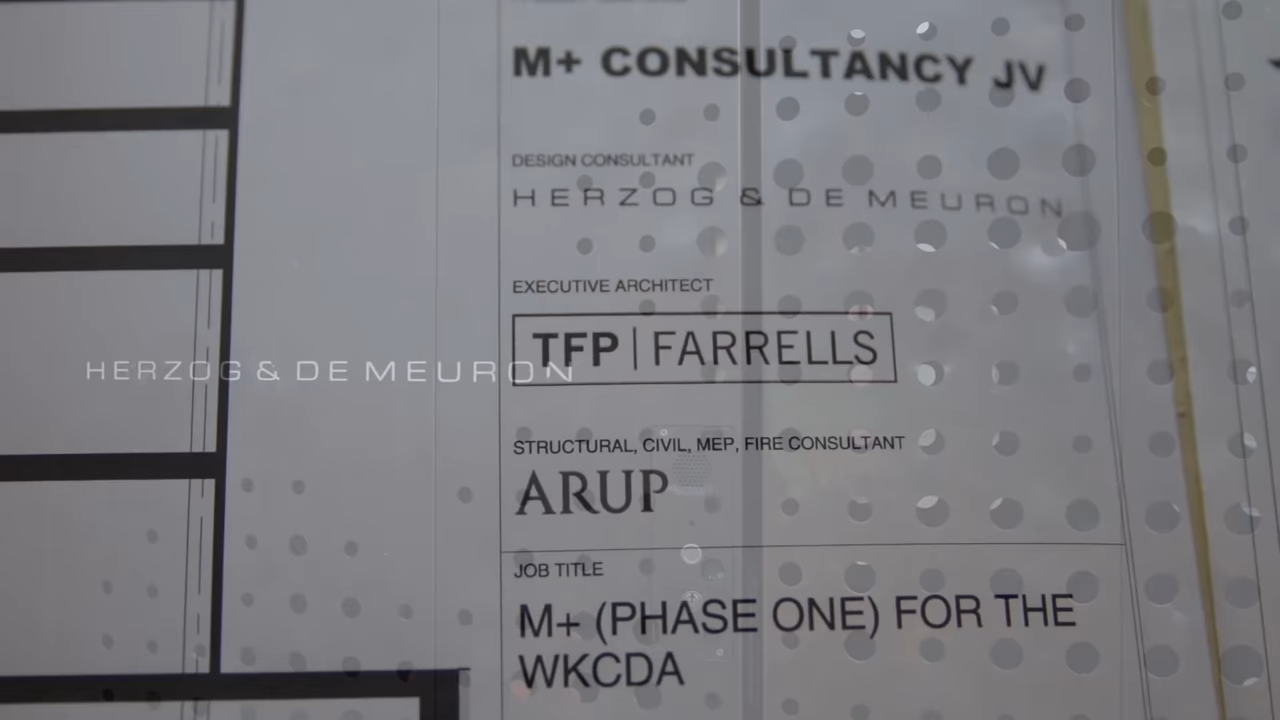 M+ CONSULTANCY JV
DESIGN CONSULTANT
HERZOG & DE MEURON
EXECUTIVE ARCHITECT
TFP | FARRELLS
HERZOG & DE MEURON
STRUCTURAL, CIVIL, MEP, FIRE CONSULTANT
ARUP
JOB TITLE
M+ (PHASE ONE) FOR THE
WKCDA